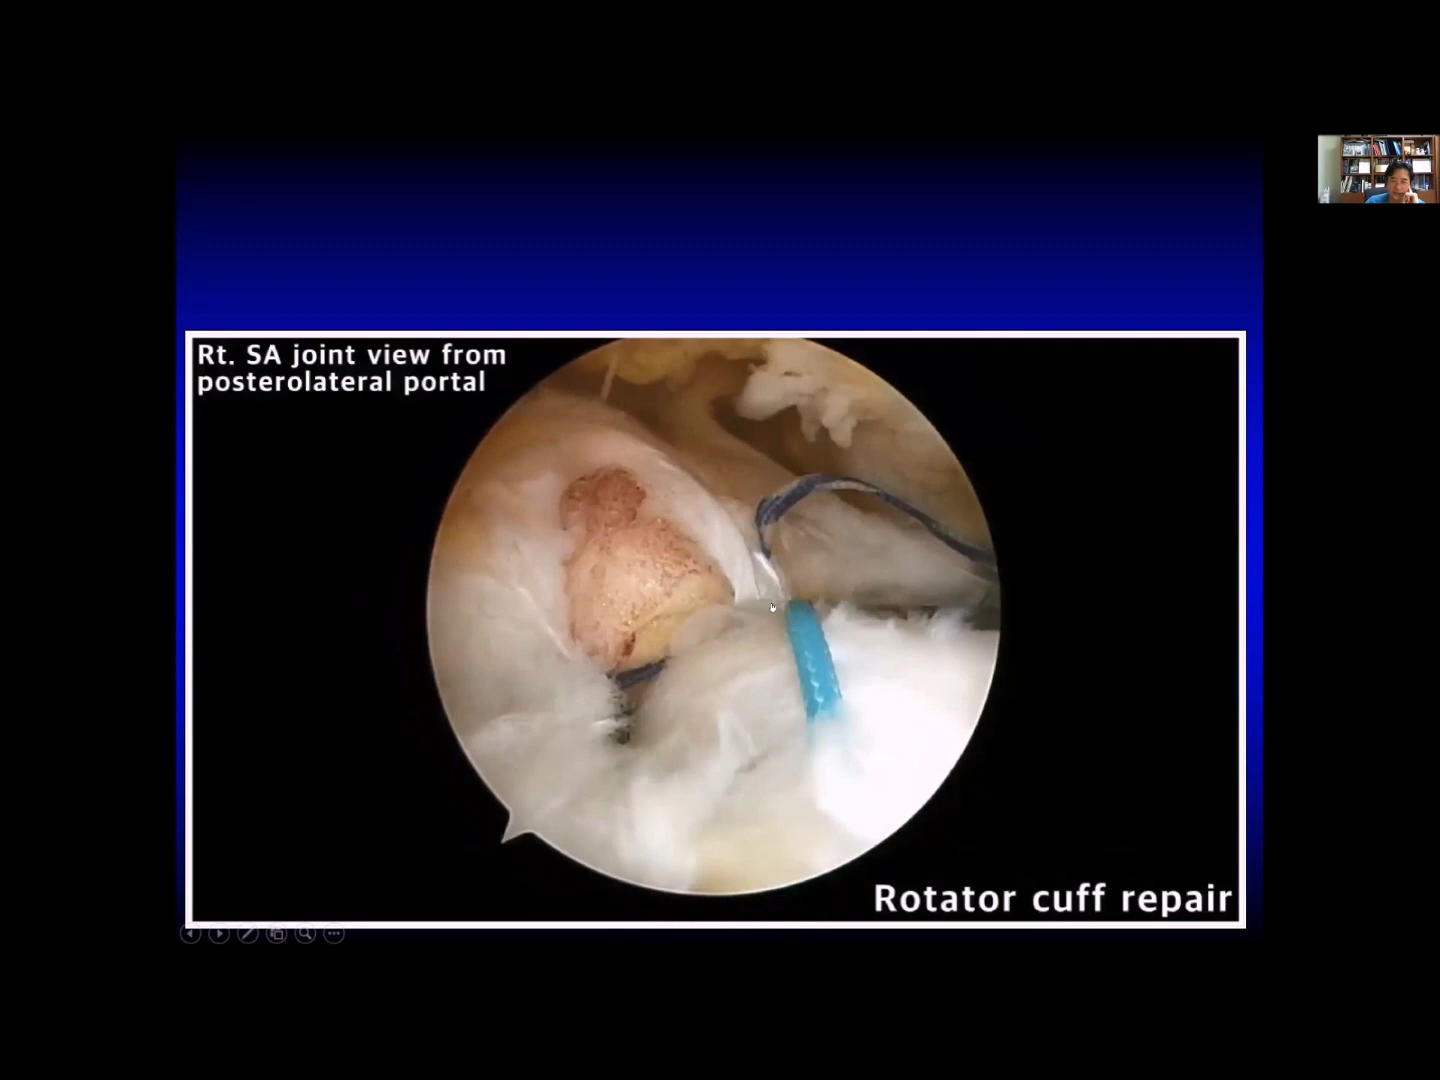 Rt. SA joint view from
posterolateral portal
Rotator cuff repair